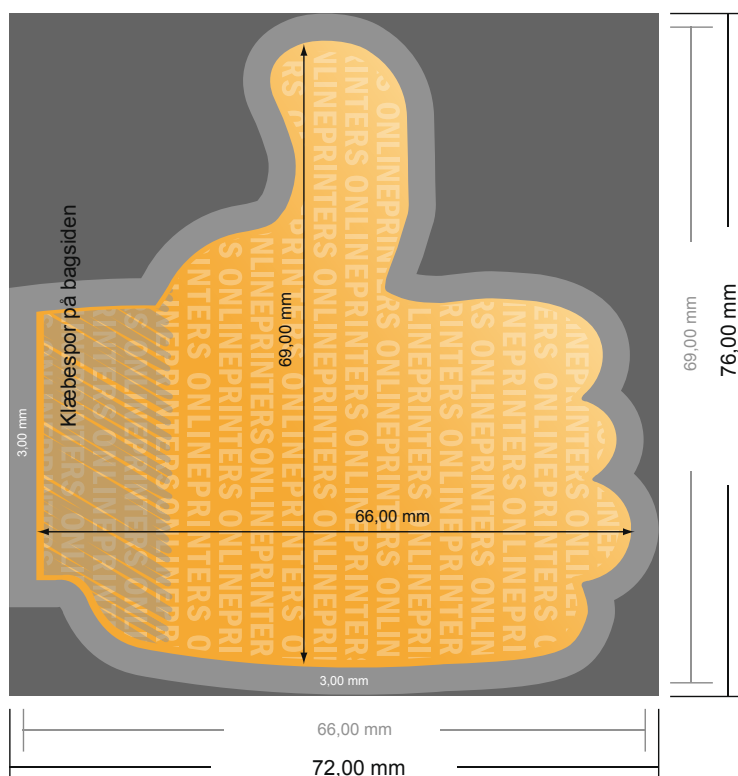 Klæbespor på bagsiden
69,00 mm
66,00 mm
3,00 mm
3,00 mm
69,00 mm
76,00 mm
66,00 mm
72,00 mm
ONLINEPRINTERS ONLINEPRINTERS